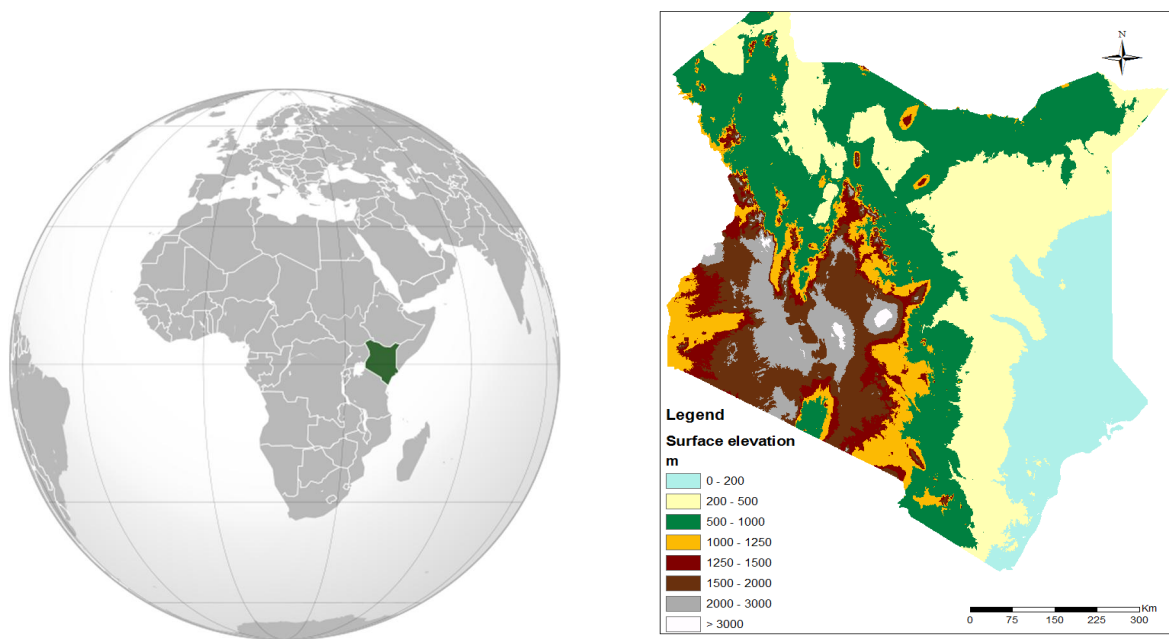 N
Legend
Surface elevation
m
0 - 200
200 - 500
500 - 1000
1000 - 1250
1250 - 1500
1500 - 2000
2000 - 3000
> 3000
Km
0 75 150 225 300